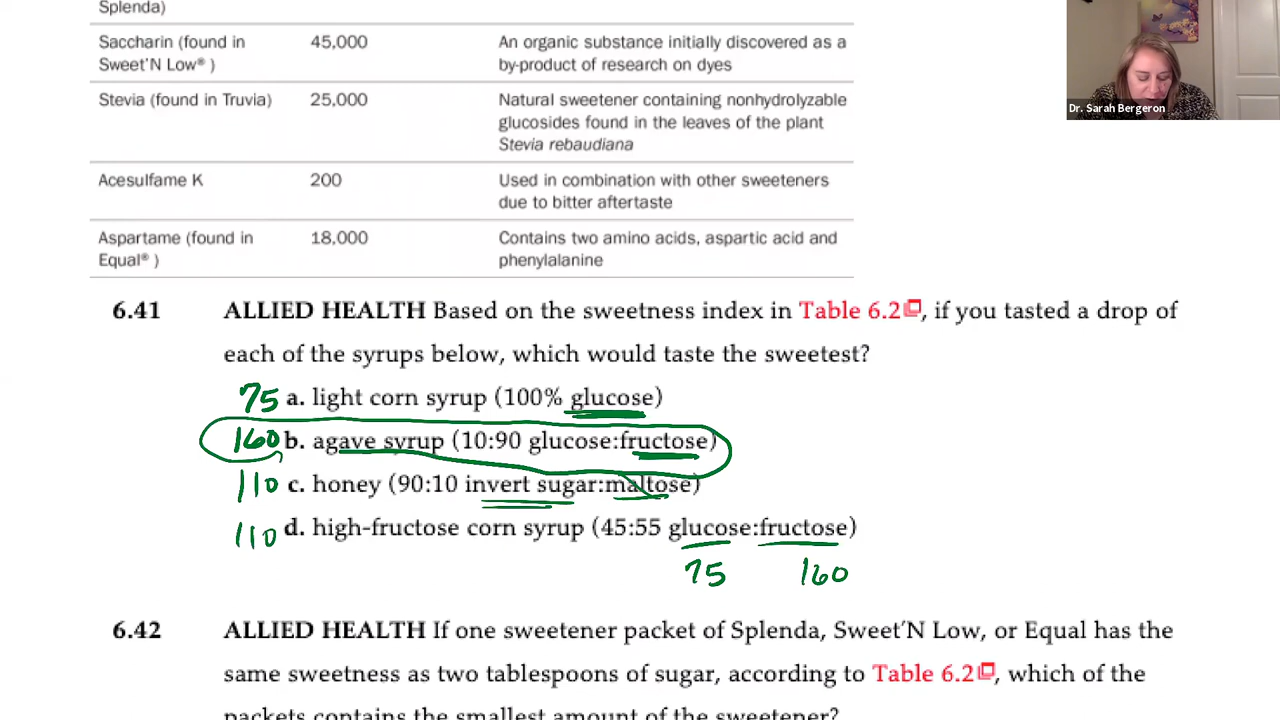 Splenda)
Saccharin (found in 45,000 An organic substance initially discovered as a
Sweet'N Low® ) by-product of research on dyes
Stevia (found in Truvia) 25,000 Natural sweetener containing nonhydrolyzable
glucosides found in the leaves of the plant
Stevia rebaudiana
Acesulfame K 200 Used in combination with other sweeteners
due to bitter aftertaste
Aspartame (found in 18,000 Contains two amino acids, aspartic acid and
Equal® ) phenylalanine
Dr. Sarah Bergeron
6.41 ALLIED HEALTH Based on the sweetness index in Table 6.2, if you tasted a drop of
each of the syrups below, which would taste the sweetest?
75 a. light corn syrup (100% glucose)
160 b. agave syrup (10:90 glucose:fructose)
110 c. honey (90:10 invert sugar:maltose)
110 d. high-fructose corn syrup (45:55 glucose:fructose)
75 160
6.42 ALLIED HEALTH If one sweetener packet of Splenda, Sweet'N Low, or Equal has the
same sweetness as two tablespoons of sugar, according to Table 6.2, which of the
packets contains the smallest amount of the sweetener?